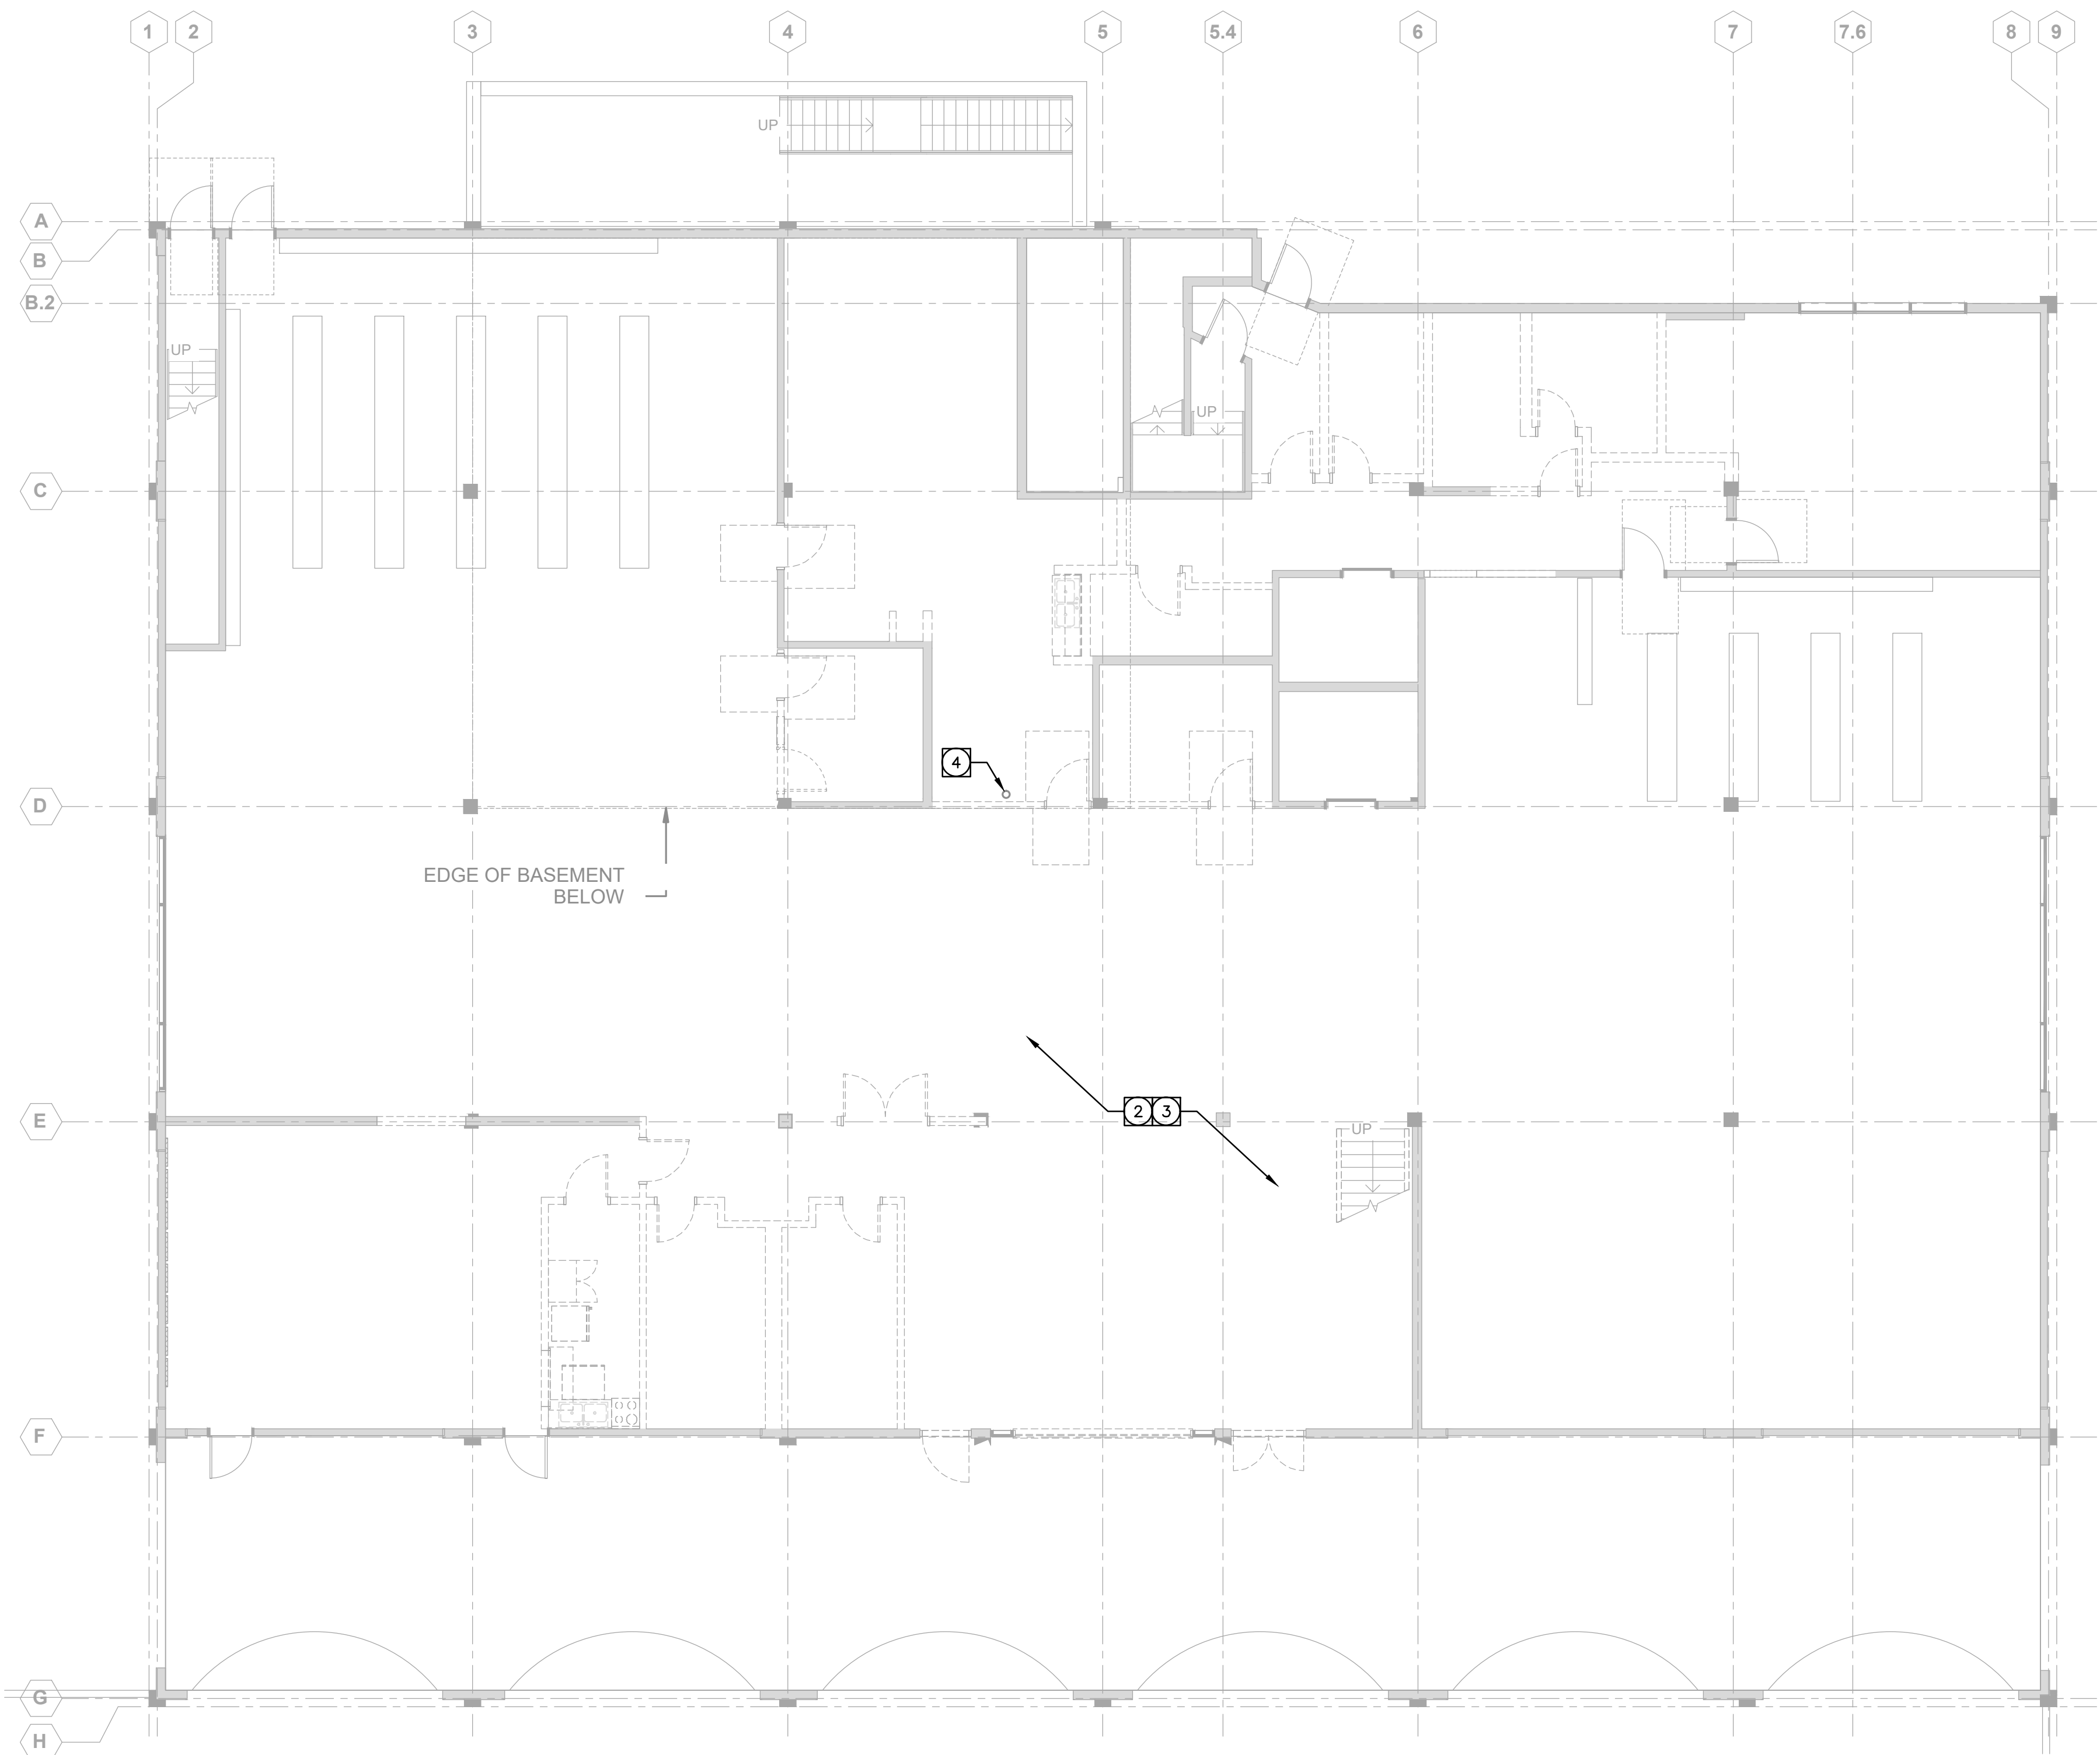 1 2 3 4 5 5.4 6 7 7.6 8 9
UP
A
B
B.2
UP
UP
C
4
D
EDGE OF BASEMENT
BELOW
2 3
E
UP
F
G
H